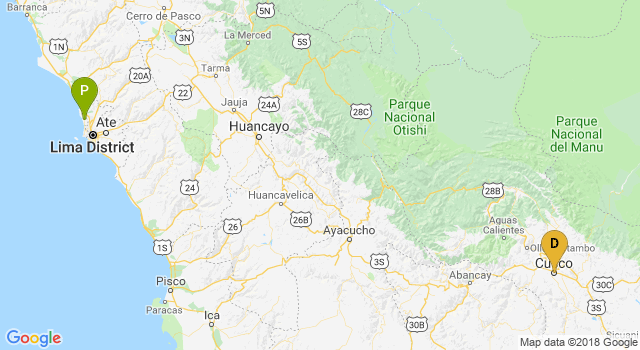 Barranca
Cerro de Pasco
5N
La Merced
3N
1N
5S
20A
Tarma
22
P
Jauja
24A
28C
Parque
Nacional
Otishi
Parque
Nacional
del Manu
Ate
Huancayo
Lima District
24
Huancavelica
28B
26
26B
Aguas
Calientes
Ayacucho
1S
D
3S
Cusco
Abancay
30C
Pisco
3S
Paracas
Ica
30B
Google
Map data ©2018 Google